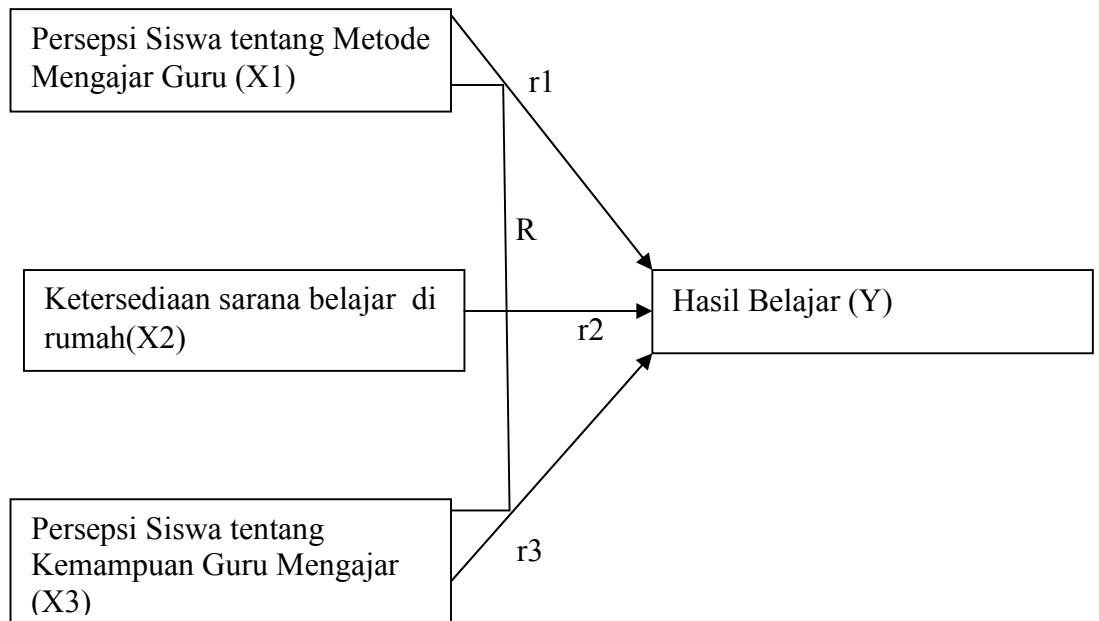 Persepsi Siswa tentang Metode
Mengajar Guru (X1)
r1
R
Ketersediaan sarana belajar di
rumah(X2)
r2
Hasil Belajar (Y)
Persepsi Siswa tentang
Kemampuan Guru Mengajar
(X3)
r3